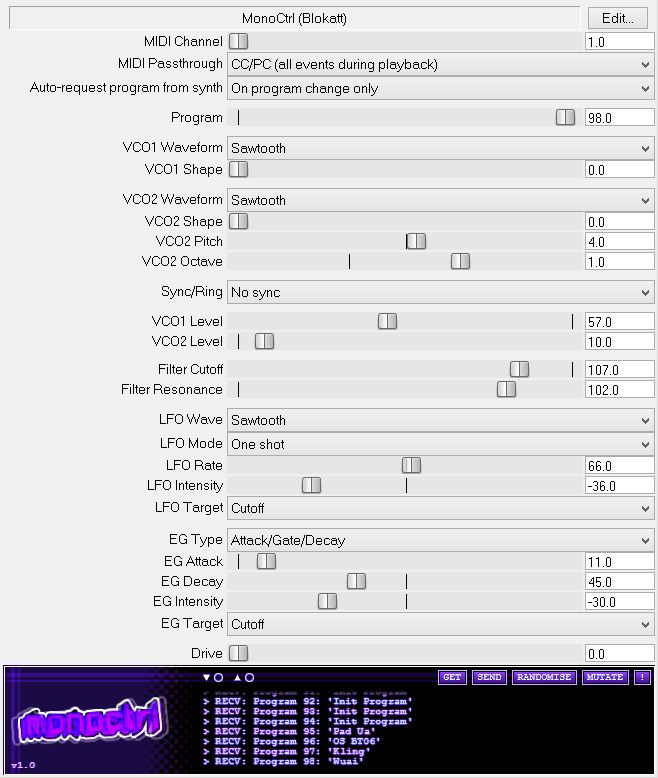 MonoCtrl (Blokatt)
Edit...
MIDI Channel 1.0
MIDI Passthrough CC/PC (all events during playback)
Auto-request program from synth On program change only
Program 98.0
VCO1 Waveform Sawtooth
VCO1 Shape 0.0
VCO2 Waveform Sawtooth
VCO2 Shape 0.0
VCO2 Pitch 4.0
VCO2 Octave 1.0
Sync/Ring No sync
VCO1 Level 57.0
VCO2 Level 10.0
Filter Cutoff 107.0
Filter Resonance 102.0
LFO Wave Sawtooth
LFO Mode One shot
LFO Rate 66.0
LFO Intensity -36.0
LFO Target Cutoff
EG Type Attack/Gate/Decay
EG Attack 11.0
EG Decay 45.0
EG Intensity -30.0
EG Target Cutoff
Drive 0.0
GET SEND RANDOMISE MUTATE !
> RECV: Program 92: 'Init Program'
> RECV: Program 93: 'Init Program'
> RECV: Program 94: 'Init Program'
> RECV: Program 95: 'Pad Ua'
> RECV: Program 96: 'OS BT06'
> RECV: Program 97: 'Kling'
> RECV: Program 98: 'Wuai'
monoctrl
v1.0